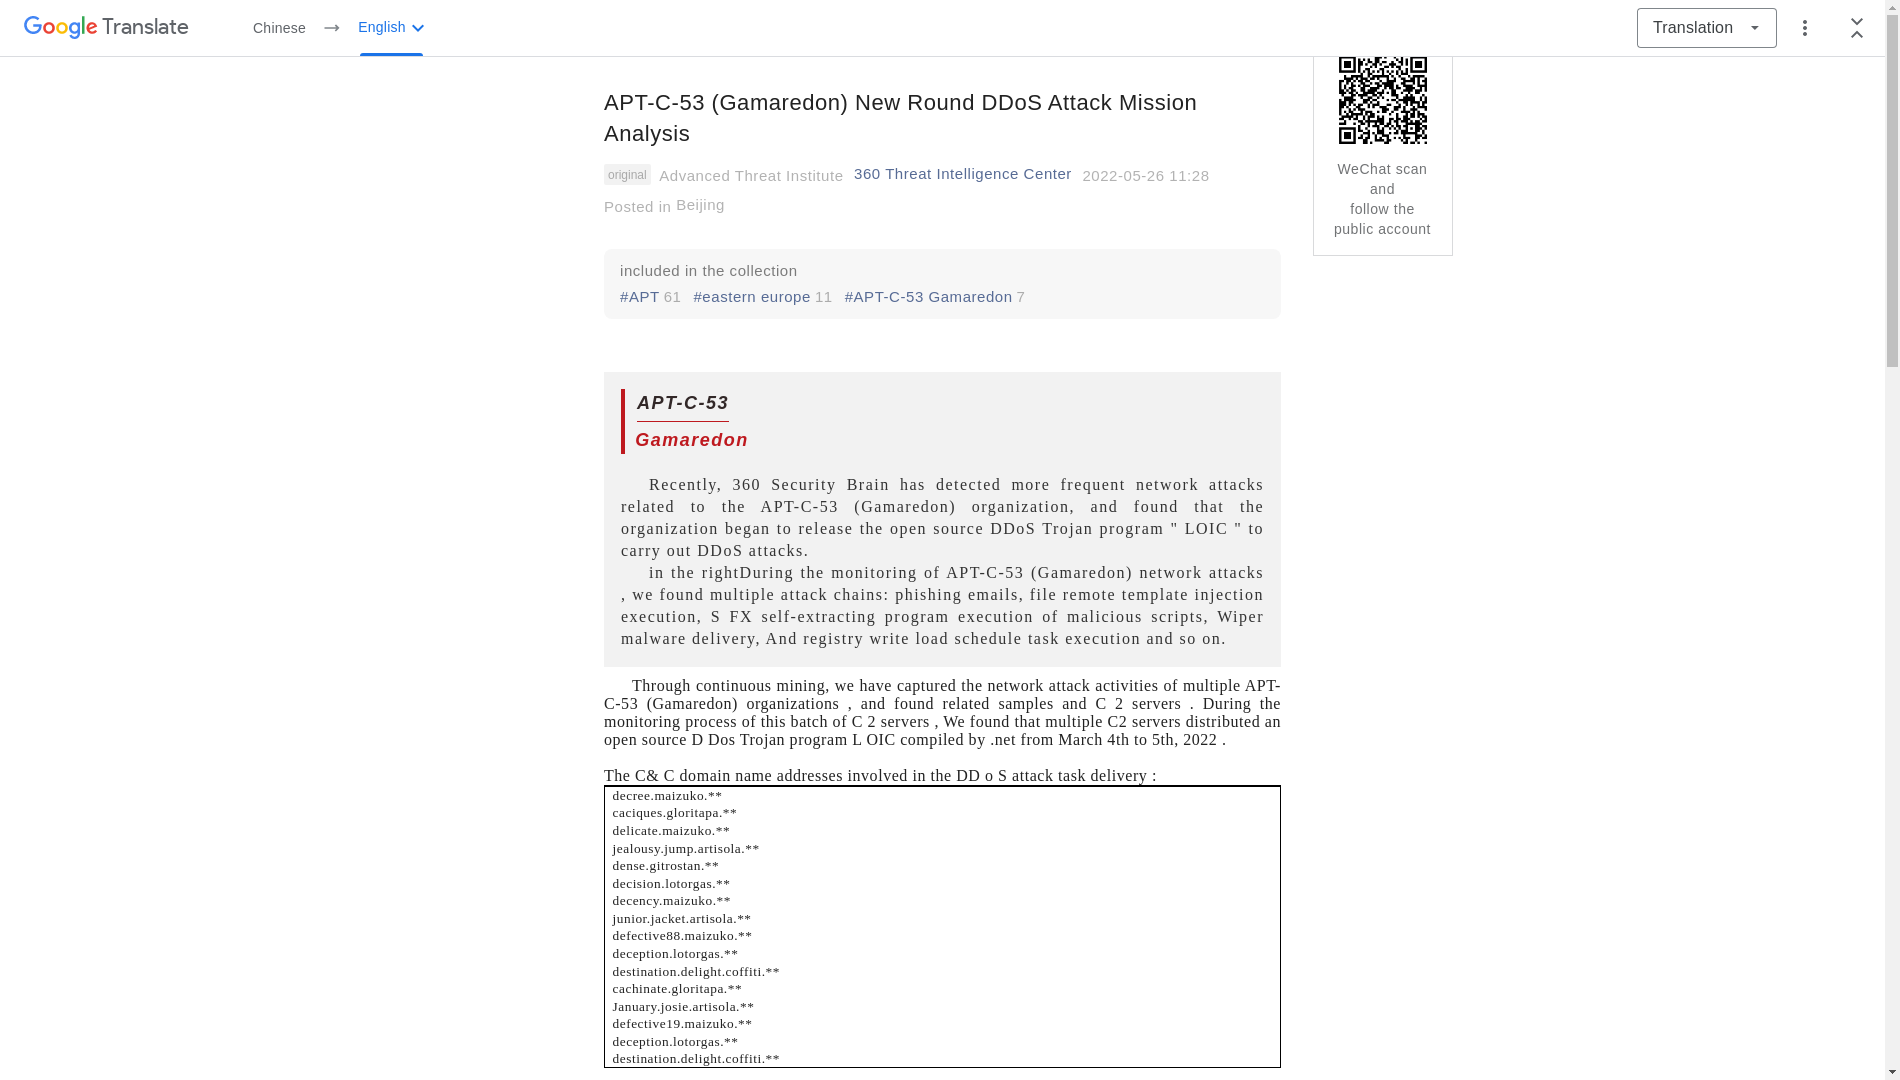 Google Translate
Chinese → English
Translation
APT-C-53 (Gamaredon) New Round DDoS Attack Mission
Analysis
original Advanced Threat Institute 360 Threat Intelligence Center 2022-05-26 11:28
Posted in Beijing
WeChat scan
and
follow the
public account
included in the collection
#APT 61 #eastern europe 11 #APT-C-53 Gamaredon 7
APT-C-53
Gamaredon
Recently, 360 Security Brain has detected more frequent network attacks
related to the APT-C-53 (Gamaredon) organization, and found that the
organization began to release the open source DDoS Trojan program " LOIC " to
carry out DDoS attacks.
in the rightDuring the monitoring of APT-C-53 (Gamaredon) network attacks
, we found multiple attack chains: phishing emails, file remote template injection
execution, S FX self-extracting program execution of malicious scripts, Wiper
malware delivery, And registry write load schedule task execution and so on.
Through continuous mining, we have captured the network attack activities of multiple APT-
C-53 (Gamaredon) organizations , and found related samples and C 2 servers . During the
monitoring process of this batch of C 2 servers , We found that multiple C2 servers distributed an
open source D Dos Trojan program L OIC compiled by .net from March 4th to 5th, 2022 .
The C& C domain name addresses involved in the DD o S attack task delivery :
decree.maizuko.**
caciques.gloritapa.**
delicate.maizuko.**
jealousy.jump.artisola.**
dense.gitrostan.**
decision.lotorgas.**
decency.maizuko.**
junior.jacket.artisola.**
defective88.maizuko.**
deception.lotorgas.**
destination.delight.coffiti.**
cachinate.gloritapa.**
January.josie.artisola.**
defective19.maizuko.**
deception.lotorgas.**
destination.delight.coffiti.**